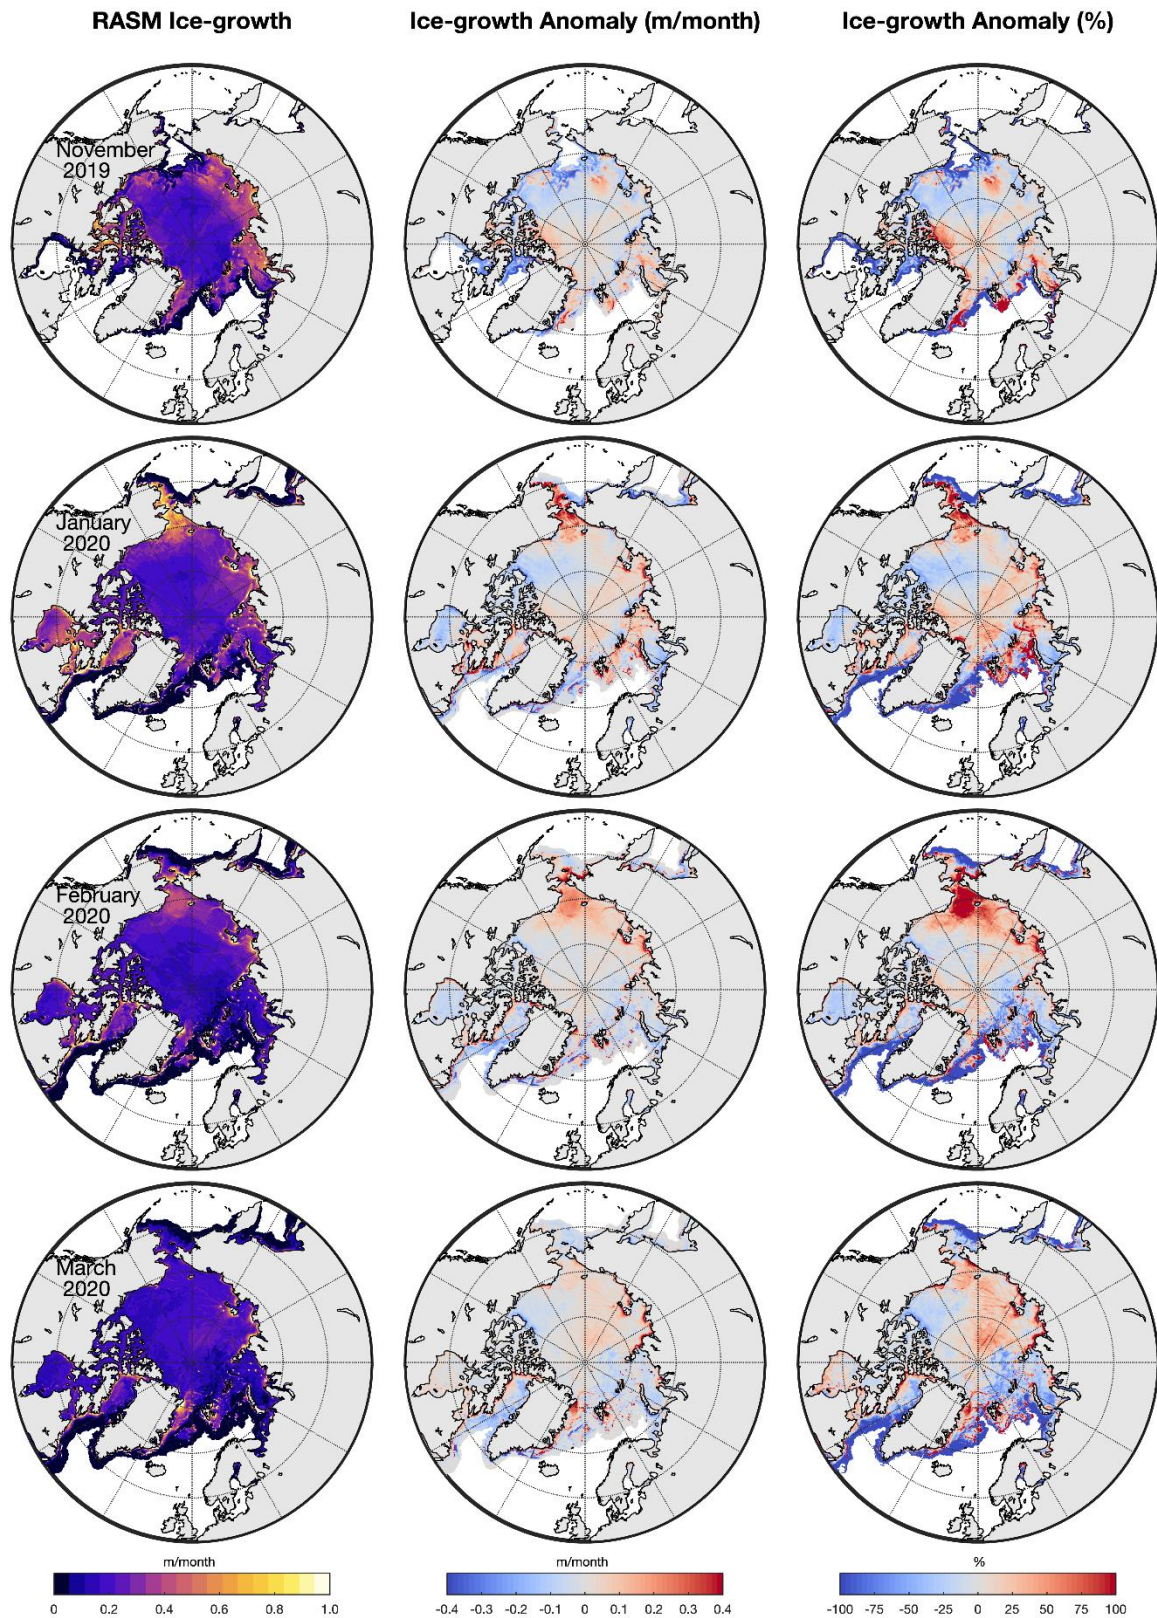 RASM Ice-growth
Ice-growth Anomaly (m/month)
Ice-growth Anomaly (%)
November
2019
January
2020
February
2020
March
2020
m/month
m/month
%
0 0.2 0.4 0.6 0.8 1.0
-0.4 -0.3 -0.2 -0.1 0 0.1 0.2 0.3 0.4
-100 -75 -50 -25 0 25 50 75 100